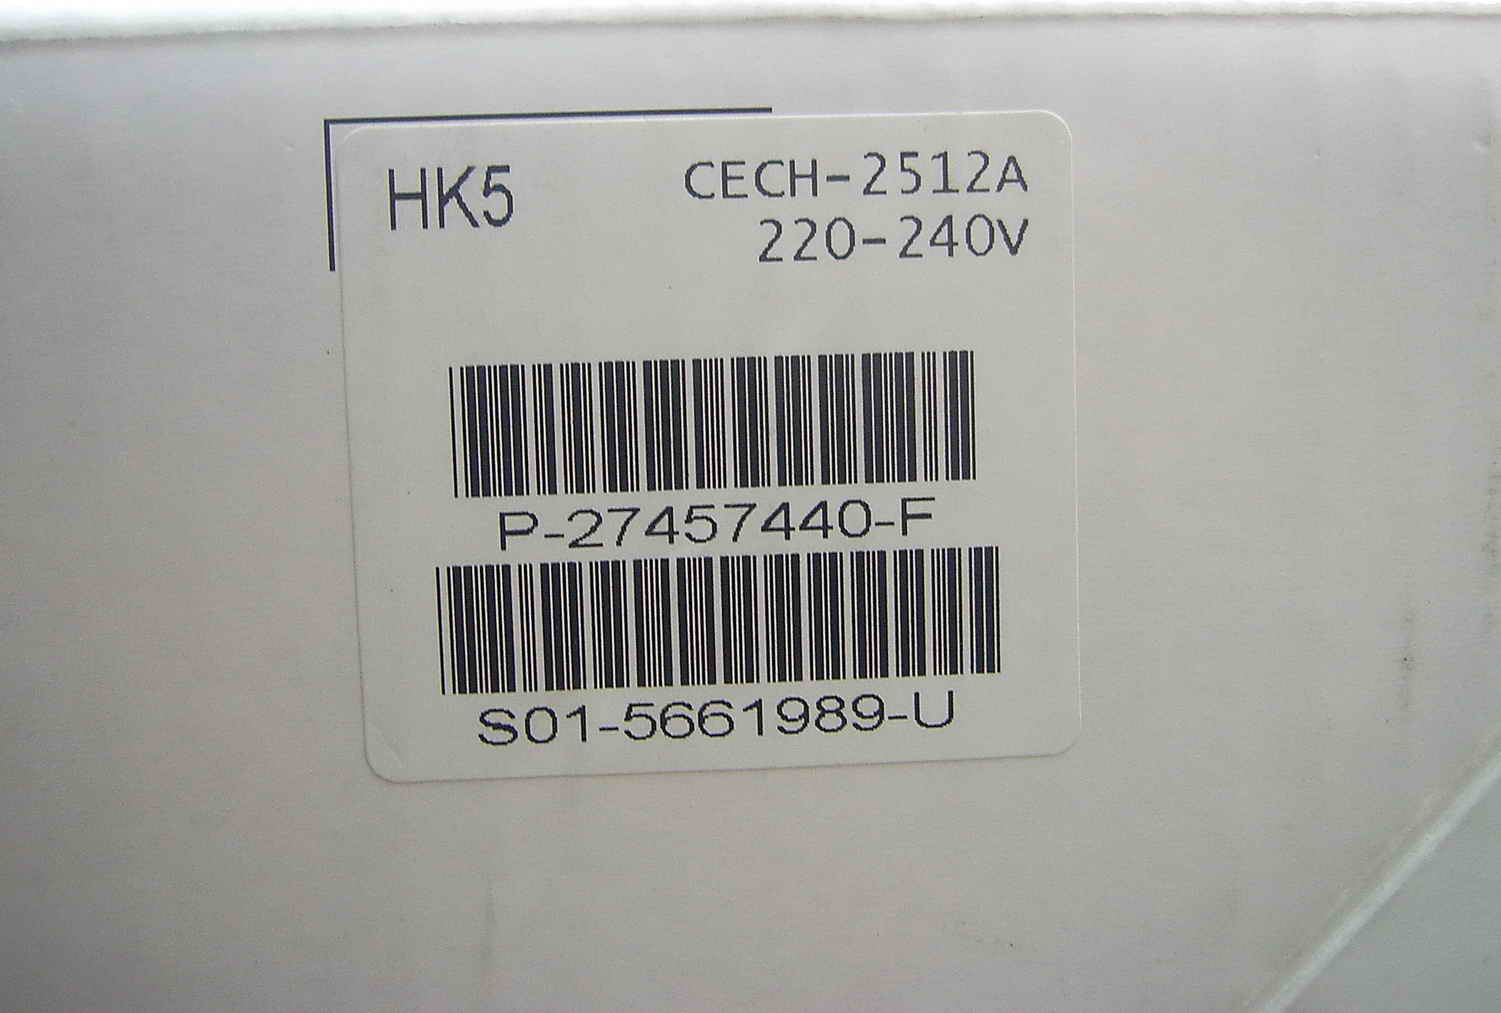 HK5
CECH-2512A
220-240V
P-27457440-F
S01-5661989-U